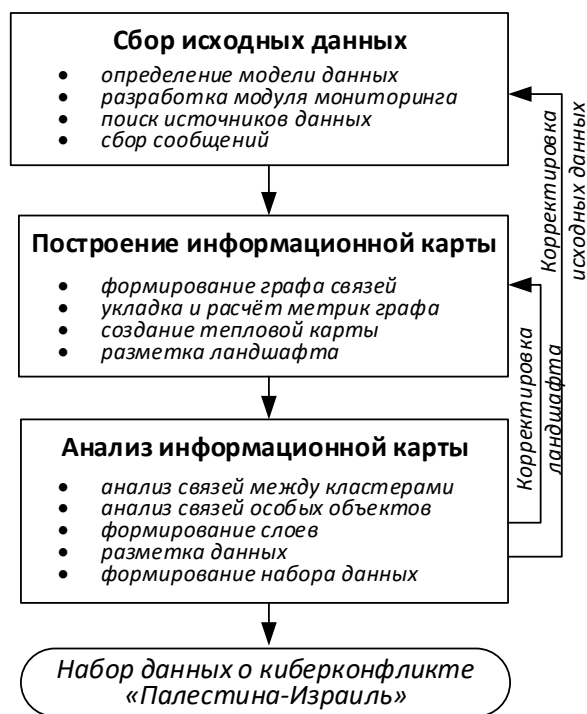 Сбор исходных данных
• определение модели данных
• разработка модуля мониторинга
• поиск источников данных
• сбор сообщений
Корректировка
исходных данных
Построение информационной карты
• формирование графа связей
• укладка и расчёт метрик графа
• создание тепловой карты
• разметка ландшафта
Корректировка
ландшафта
Анализ информационной карты
• анализ связей между кластерами
• анализ связей особых объектов
• формирование слоев
• разметка данных
• формирование набора данных
Набор данных о киберконфликте
«Палестина-Израиль»